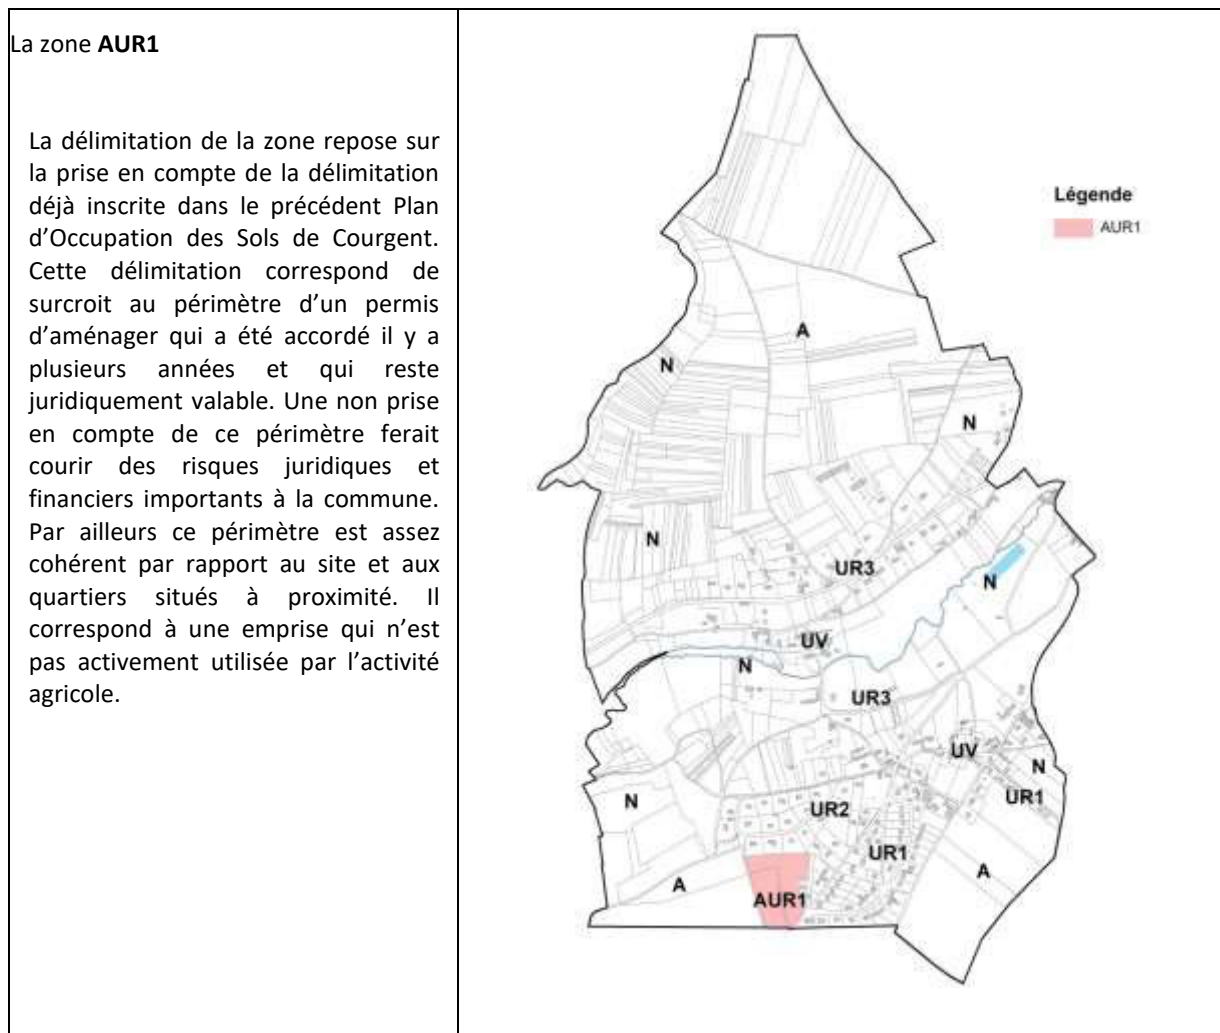 La zone AUR1
La délimitation de la zone repose sur
la prise en compte de la délimitation
déjà inscrite dans le précédent Plan
d’Occupation des Sols de Courgent.
Cette délimitation correspond de
surcroit au périmètre d’un permis
d’aménager qui a été accordé il y a
plusieurs années et qui reste
juridiquement valable. Une non prise
en compte de ce périmètre ferait
courir des risques juridiques et
financiers importants à la commune.
Par ailleurs ce périmètre est assez
cohérent par rapport au site et aux
quartiers situés à proximité. Il
correspond à une emprise qui n’est
pas activement utilisée par l’activité
agricole.
Légende
AUR1
A
N
N
N
UR3
N
UV
N
UR3
UV
N
UR1
N
UR2
UR1
A
A
AUR1